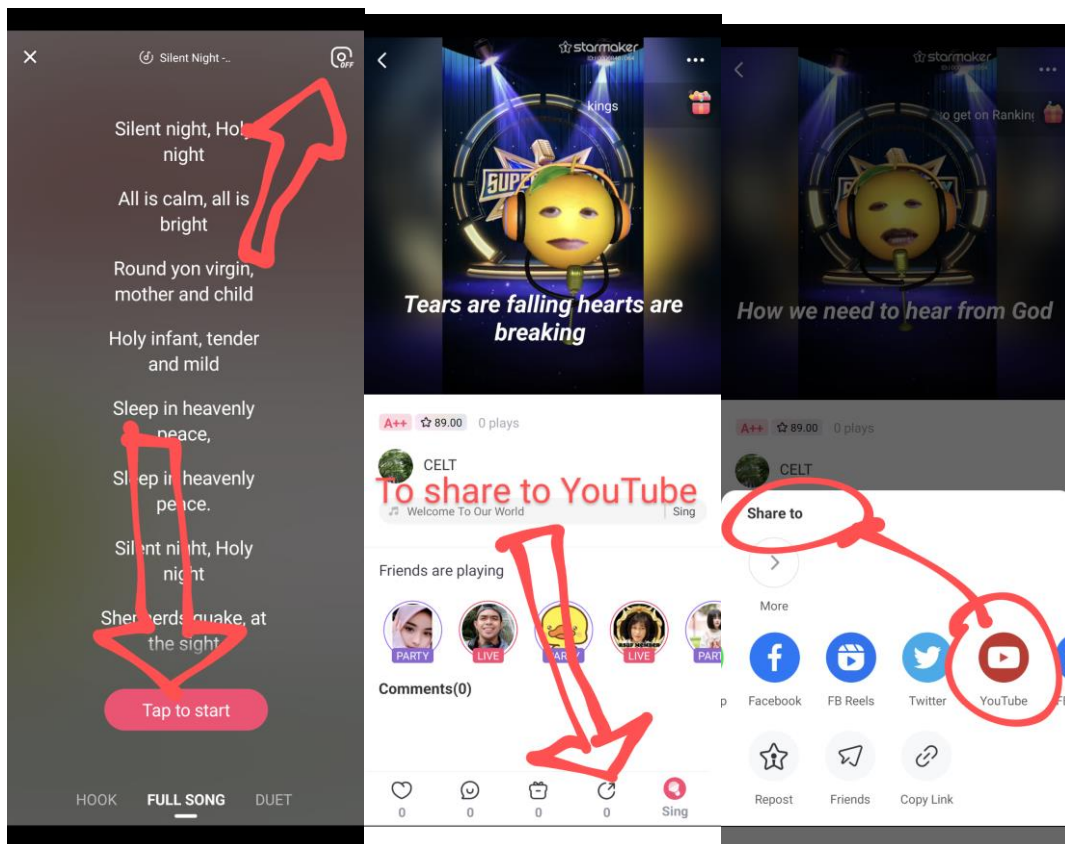 Silent Night -..
OFF
Silent night, Holy
night
All is calm, all is
bright
Round yon virgin,
mother and child
Holy infant, tender
and mild
Sleep in heavenly
peace,
Sleep in heavenly
peace.
Silent night, Holy
night
Shepherds quake, at
the sight
Tap to start
HOOK FULL SONG DUET
starmaker
kings
Tears are falling hearts are
breaking
A++ 89.00 0 plays
CELT
To share to YouTube
Welcome To Our World Sing
Friends are playing
PARTY LIVE PARTY LIVE PART
Comments(0)
0 0 0 0 Sing
starmaker
to get on Ranking
How we need to hear from God
A++ 89.00 0 plays
CELT
Share to
More
Facebook FB Reels Twitter YouTube
Repost Friends Copy Link